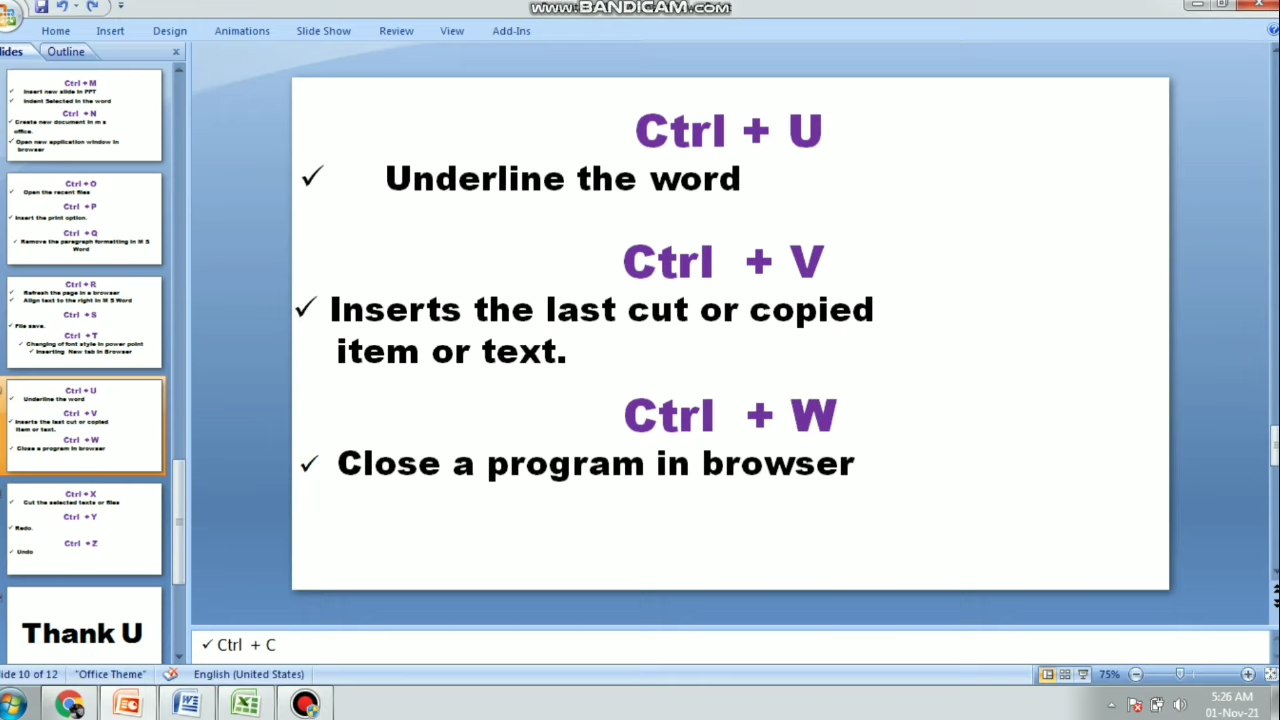 www.BANDICAM.com
Home Insert Design Animations Slide Show Review View Add-Ins
lides Outline
Ctrl + M
✓ Insert new slide in PPT
✓ Indent Selected in the word
Ctrl + N
✓ Create new document in m s
office.
✓ Open new application window in
browser
Ctrl + O
✓ Open the recent files
Ctrl + P
✓ Insert the print option.
Ctrl + Q
✓ Remove the paragraph formatting in M S
Word
Ctrl + R
✓ Refresh the page in a browser
✓ Align text to the right in M S Word
Ctrl + S
✓ File save.
Ctrl + T
✓ Changing of font style in power point
✓ Inserting New tab in Browser
Ctrl + U
✓ Underline the word
Ctrl + V
✓ Inserts the last cut or copied
item or text.
Ctrl + W
✓ Close a program in browser
Ctrl + X
✓ Cut the selected texts or files
Ctrl + Y
✓ Redo.
Ctrl + Z
✓ Undo
Thank U
Ctrl + U
✓ Underline the word
Ctrl + V
✓ Inserts the last cut or copied
item or text.
Ctrl + W
✓ Close a program in browser
✓ Ctrl + C
lide 10 of 12 "Office Theme" English (United States) 75%
5:26 AM
01-Nov-21